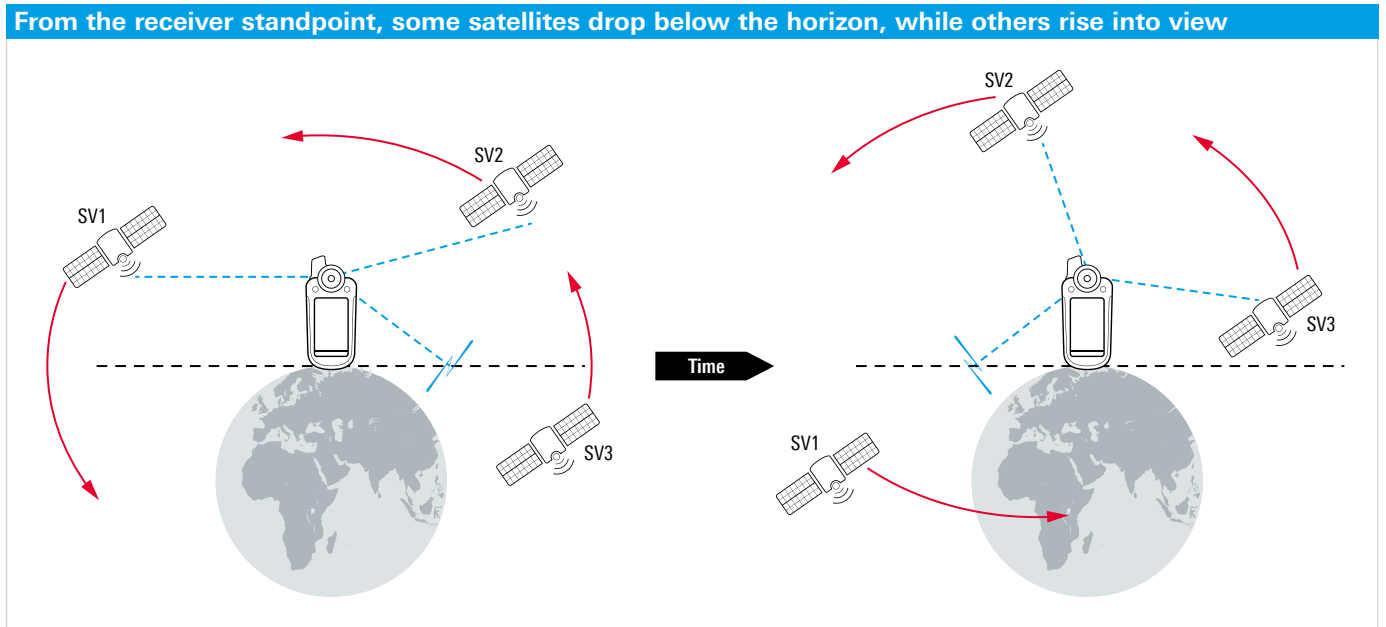 From the receiver standpoint, some satellites drop below the horizon, while others rise into view
SV1
SV2
SV3
Time
SV2
SV3
SV1